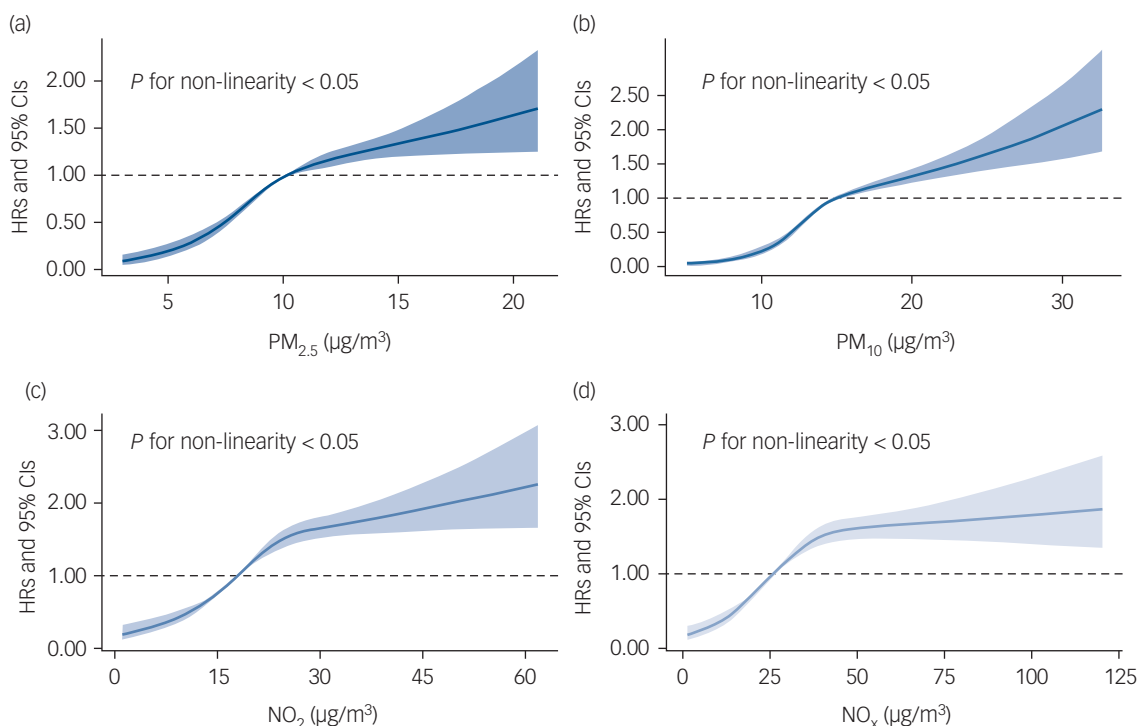 (a)
HRs and 95% CIs
2.00
1.50
1.00
0.50
0.00
P for non-linearity < 0.05
5
10
15
20
PM2.5 (µg/m³)
(b)
HRs and 95% CIs
2.50
2.00
1.50
1.00
0.50
0.00
P for non-linearity < 0.05
10
20
30
PM10 (µg/m³)
(c)
HRs and 95% CIs
3.00
2.00
1.00
0.00
P for non-linearity < 0.05
0
15
30
45
60
NO2 (µg/m³)
(d)
HRs and 95% CIs
3.00
2.00
1.00
0.00
P for non-linearity < 0.05
0
25
50
75
100
125
NOx (µg/m³)